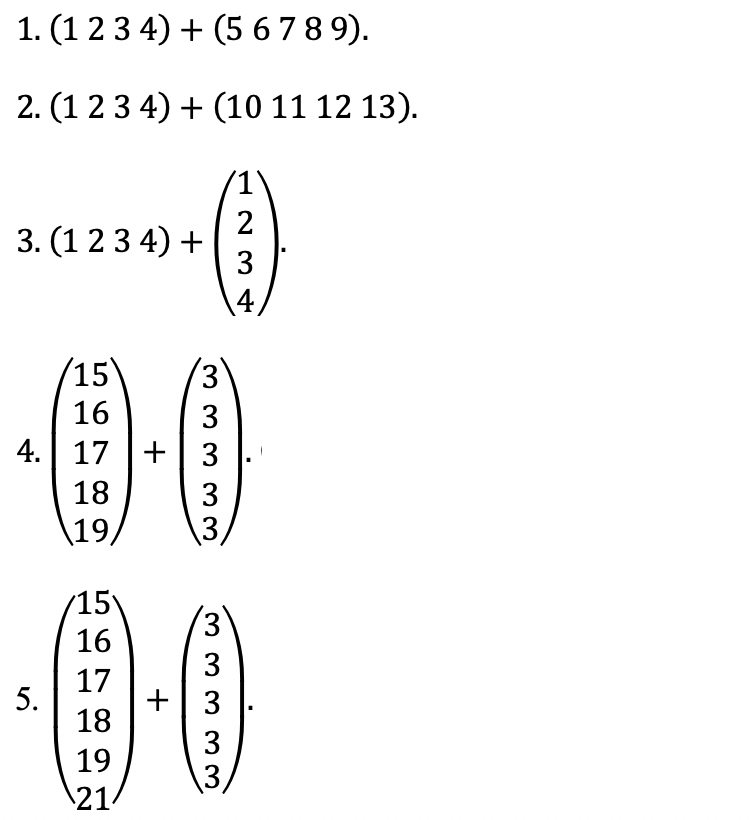 1. (1 2 3 4) + (5 6 7 8 9).
2. (1 2 3 4) + (10 11 12 13).
1
2
3. (1 2 3 4) + .
3
4
15 3
16 3
4. 17 + 3 .
18 3
19 3
15
16 3
17 3
5. 18 + 3 .
19 3
21 3